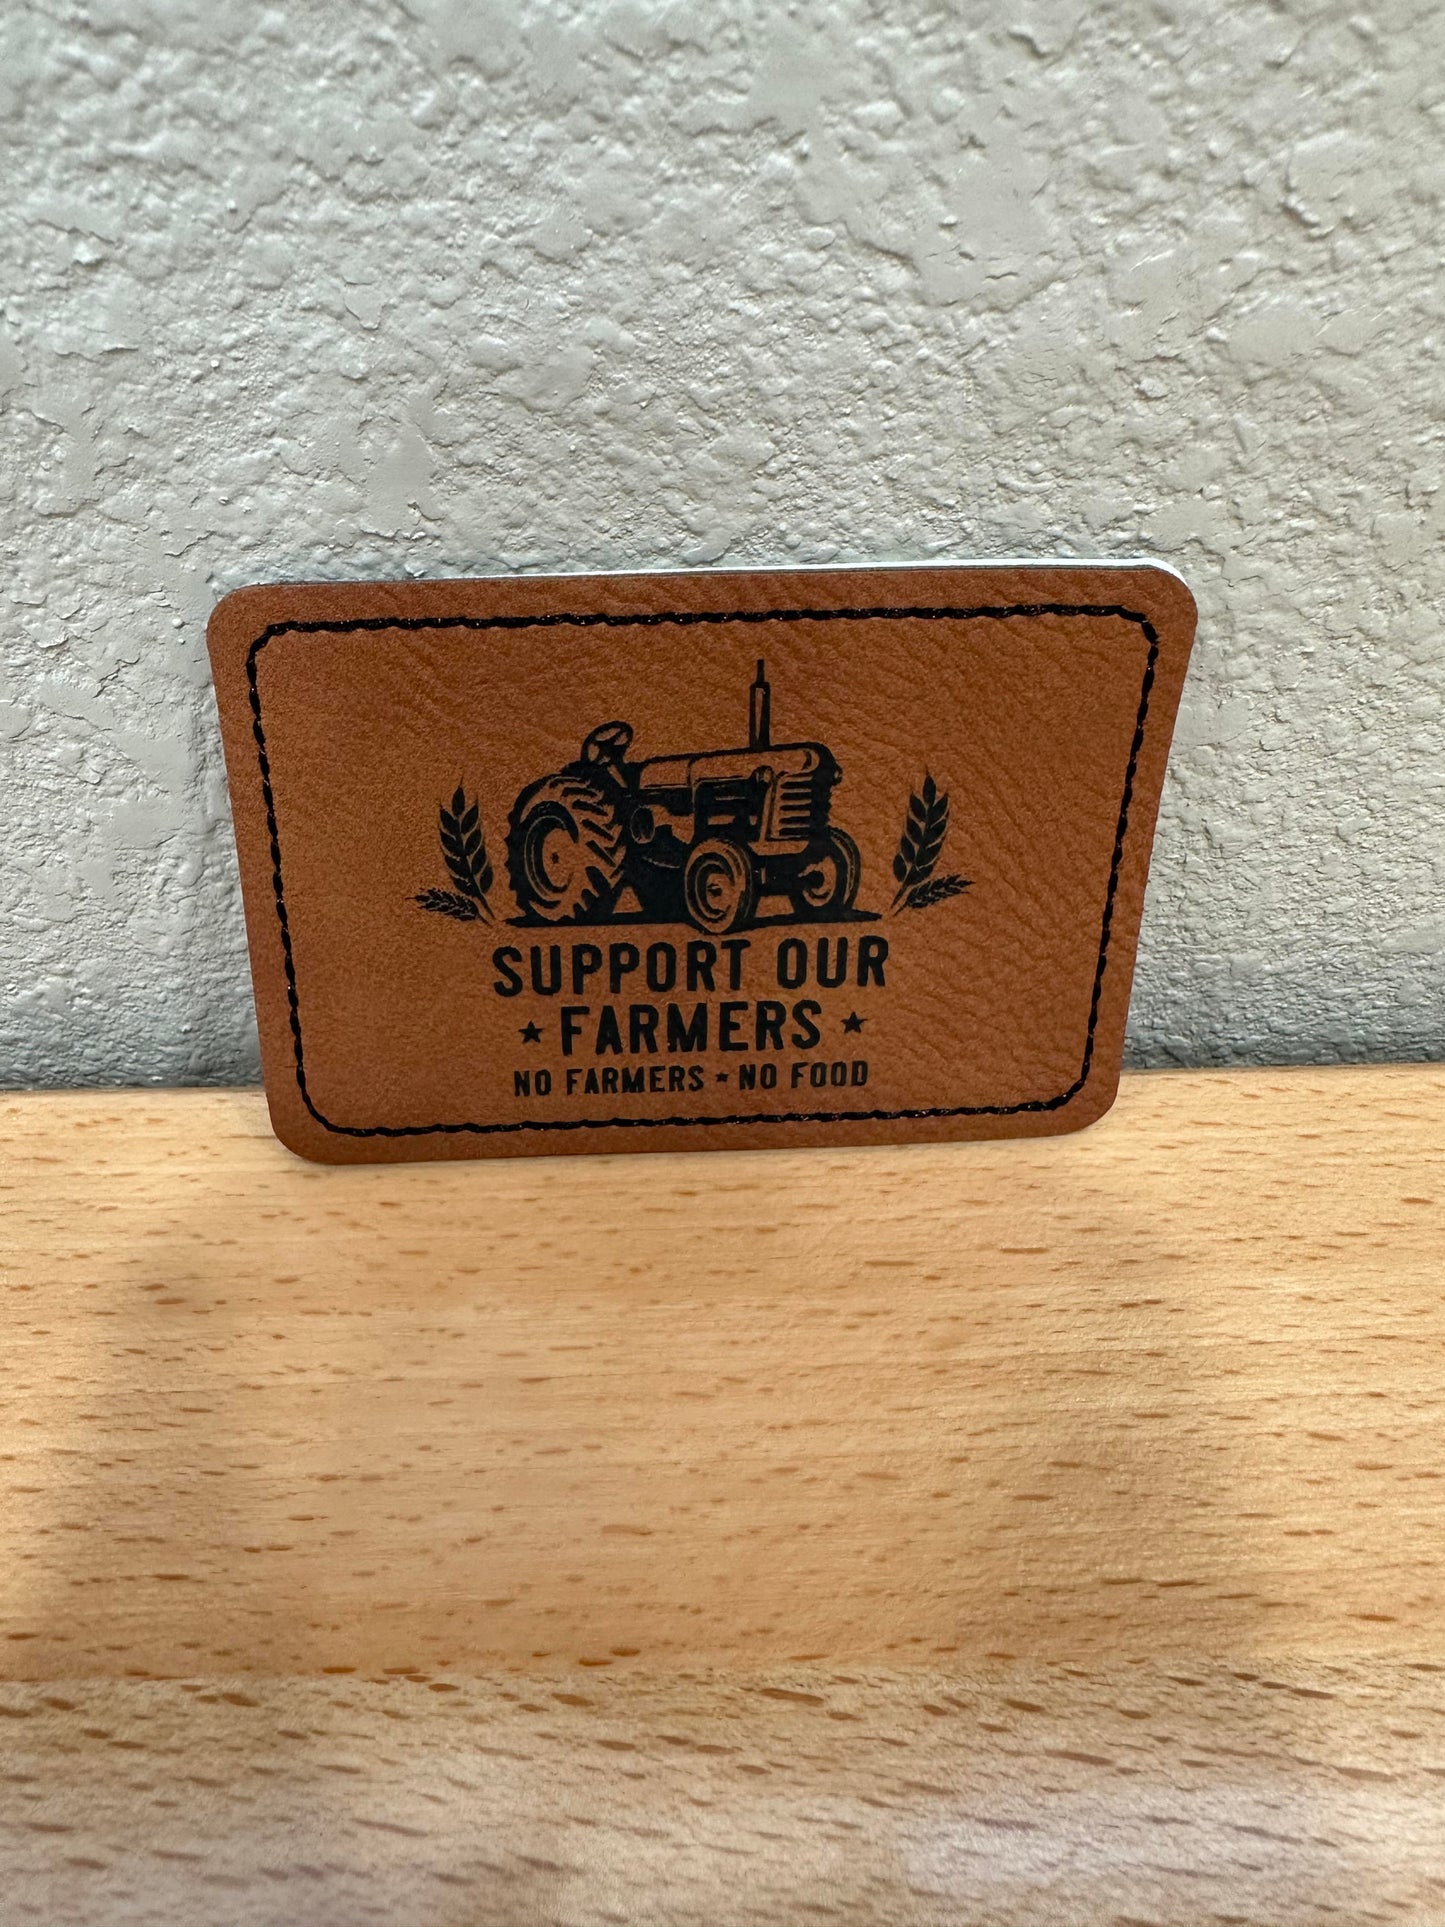 SUPPORT OUR
★ FARMERS ★
NO FARMERS ★ NO FOOD